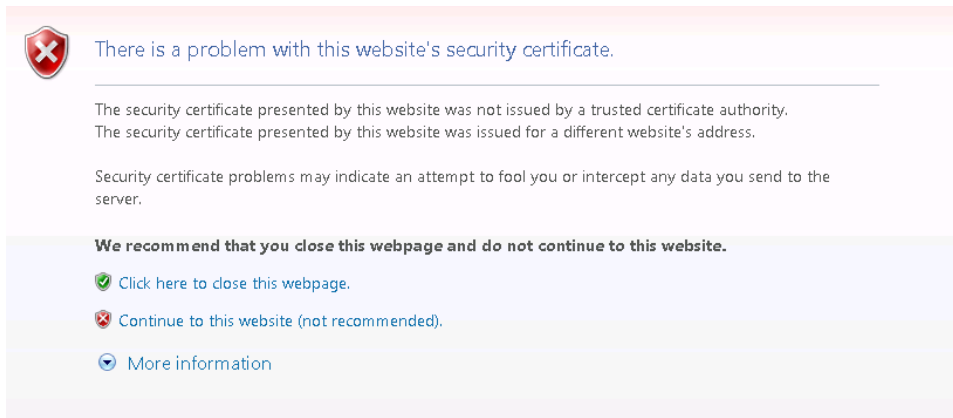 There is a problem with this website's security certificate.
The security certificate presented by this website was not issued by a trusted certificate authority.
The security certificate presented by this website was issued for a different website's address.
Security certificate problems may indicate an attempt to fool you or intercept any data you send to the
server.
We recommend that you close this webpage and do not continue to this website.
Click here to close this webpage.
Continue to this website (not recommended).
More information